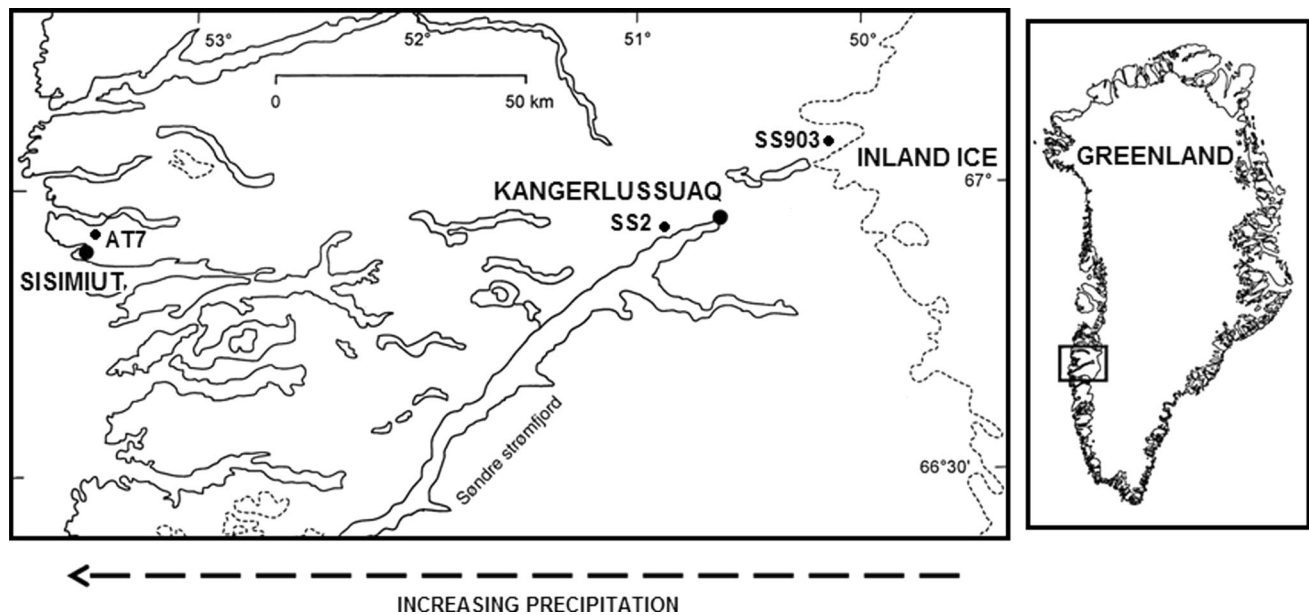 53°
52°
51°
50°
0
50 km
SS903
INLAND ICE
GREENLAND
67°
KANGERLUSSUAQ
SS2
AT7
SISIMIUT
66°30'
Søndre strømfjord
INCREASING PRECIPITATION